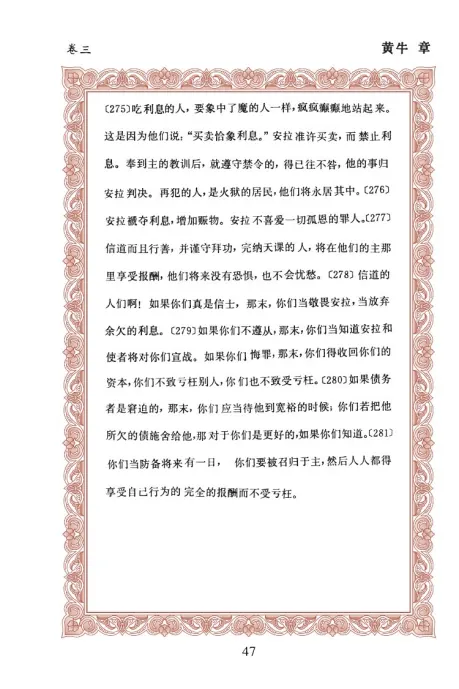 卷三
黄牛 章
〔275〕吃利息的人，要象中了魔的人一样，疯疯癫癫地站起来。
这是因为他们说：“买卖恰象利息。”安拉准许买卖，而禁止利
息。奉到主的教训后，就遵守禁令的，得已往不咎，他的事归
安拉判决。再犯的人，是火狱的居民，他们将永居其中。〔276〕
安拉褫夺利息，增加赈物。安拉不喜爱一切孤恩的罪人。〔277〕
信道而且行善，并谨守拜功，完纳天课的人，将在他们的主那
里享受报酬，他们将来没有恐惧，也不会忧愁。〔278〕信道的
人们啊！如果你们真是信士，那末，你们当敬畏安拉，当放弃
余欠的利息。〔279〕如果你们不遵从，那末，你们当知道安拉和
使者将对你们宣战。如果你们 悔罪，那末，你们得收回你们的
资本，你们不致亏枉别人，你们也不致受亏枉。〔280〕如果债务
者是窘迫的，那末，你们应当待他到宽裕的时候；你们若把他
所欠的债施舍给他，那对于你们是更好的，如果你们知道。〔281〕
你们当防备将来有一日， 你们要被召归于主，然后人人都得
享受自己行为的 完全的报酬而不受亏枉。
47